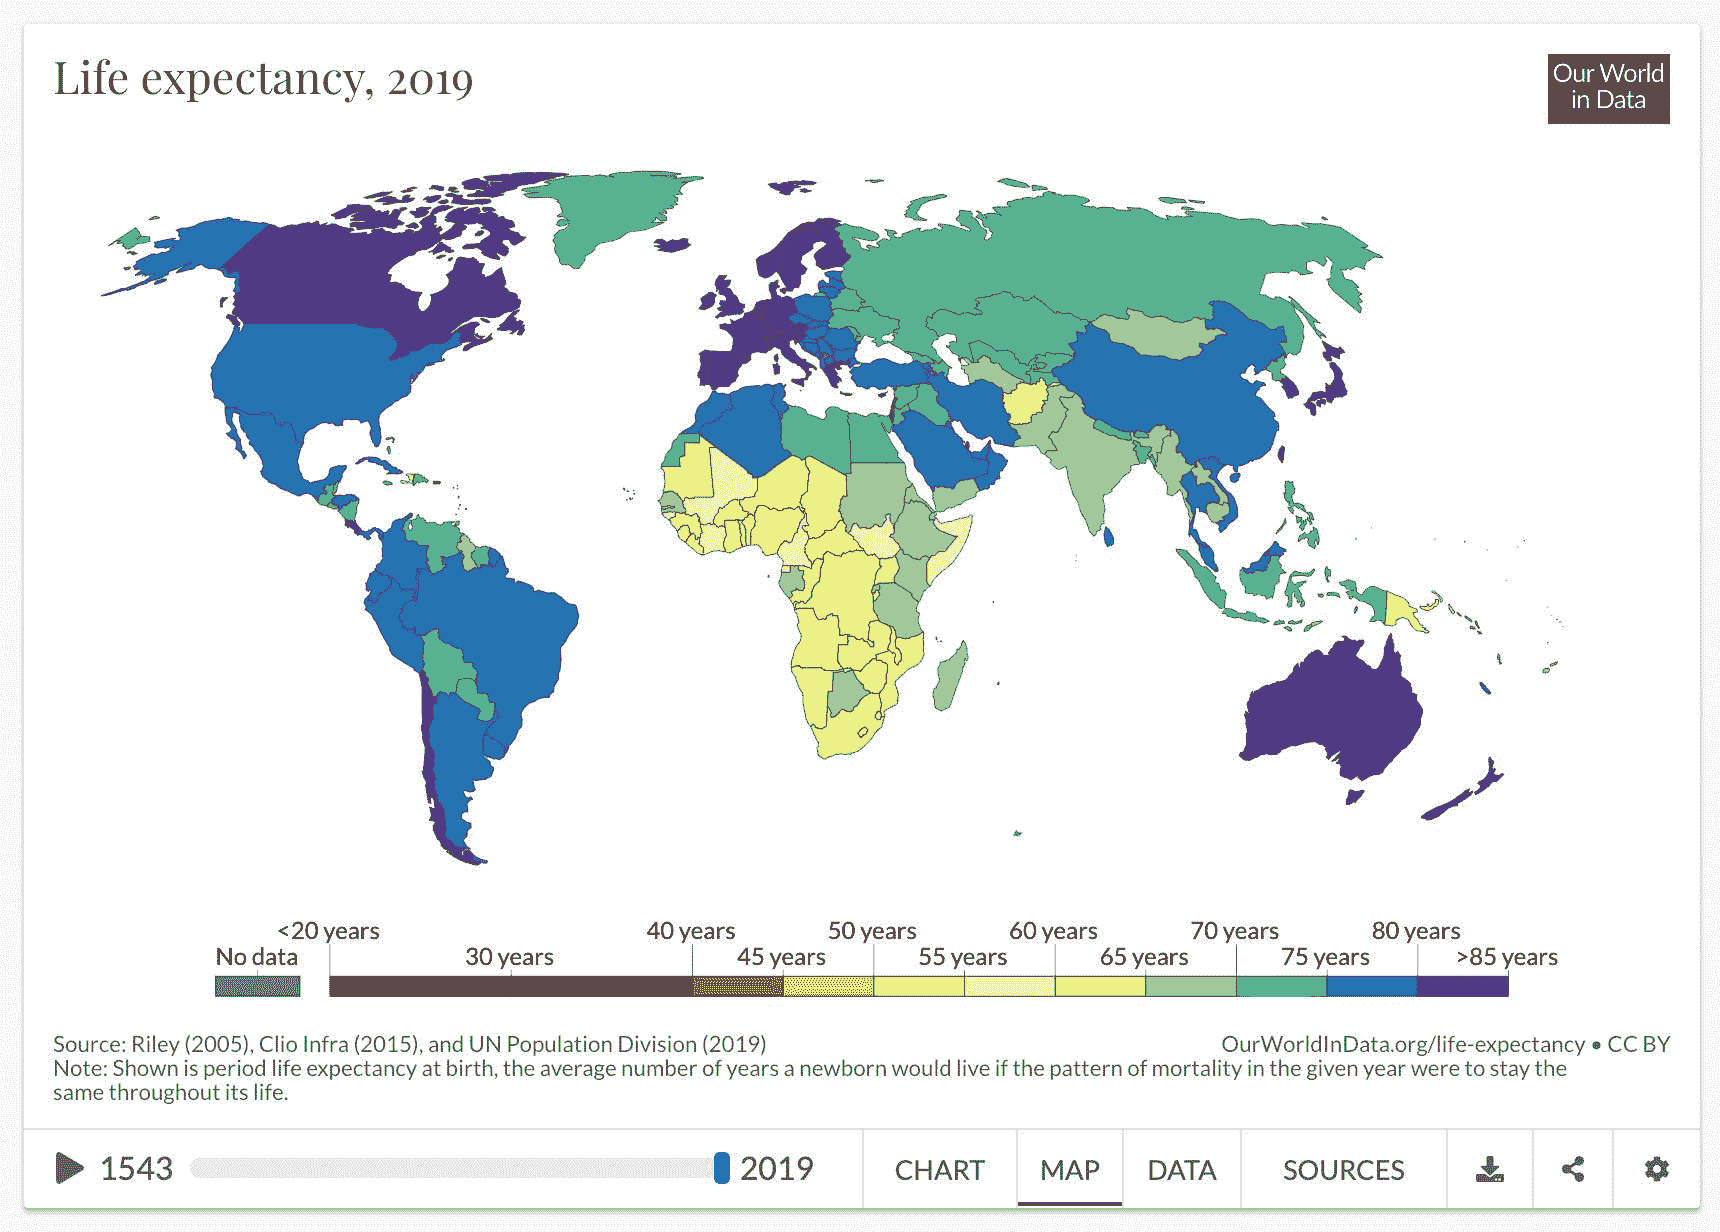 Life expectancy, 2019
Our World
in Data
<20 years
40 years
50 years
60 years
70 years
80 years
No data
30 years
45 years
55 years
65 years
75 years
>85 years
Source: Riley (2005), Clio Infra (2015), and UN Population Division (2019)
OurWorldInData.org/life-expectancy • CC BY
Note: Shown is period life expectancy at birth, the average number of years a newborn would live if the pattern of mortality in the given year were to stay the
same throughout its life.
1543
2019
CHART
MAP
DATA
SOURCES